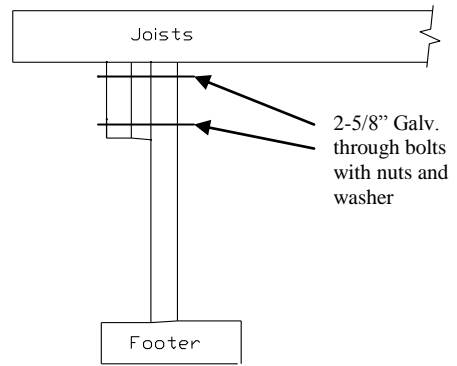 Joists
2-5/8” Galv.
through bolts
with nuts and
washer
Footer